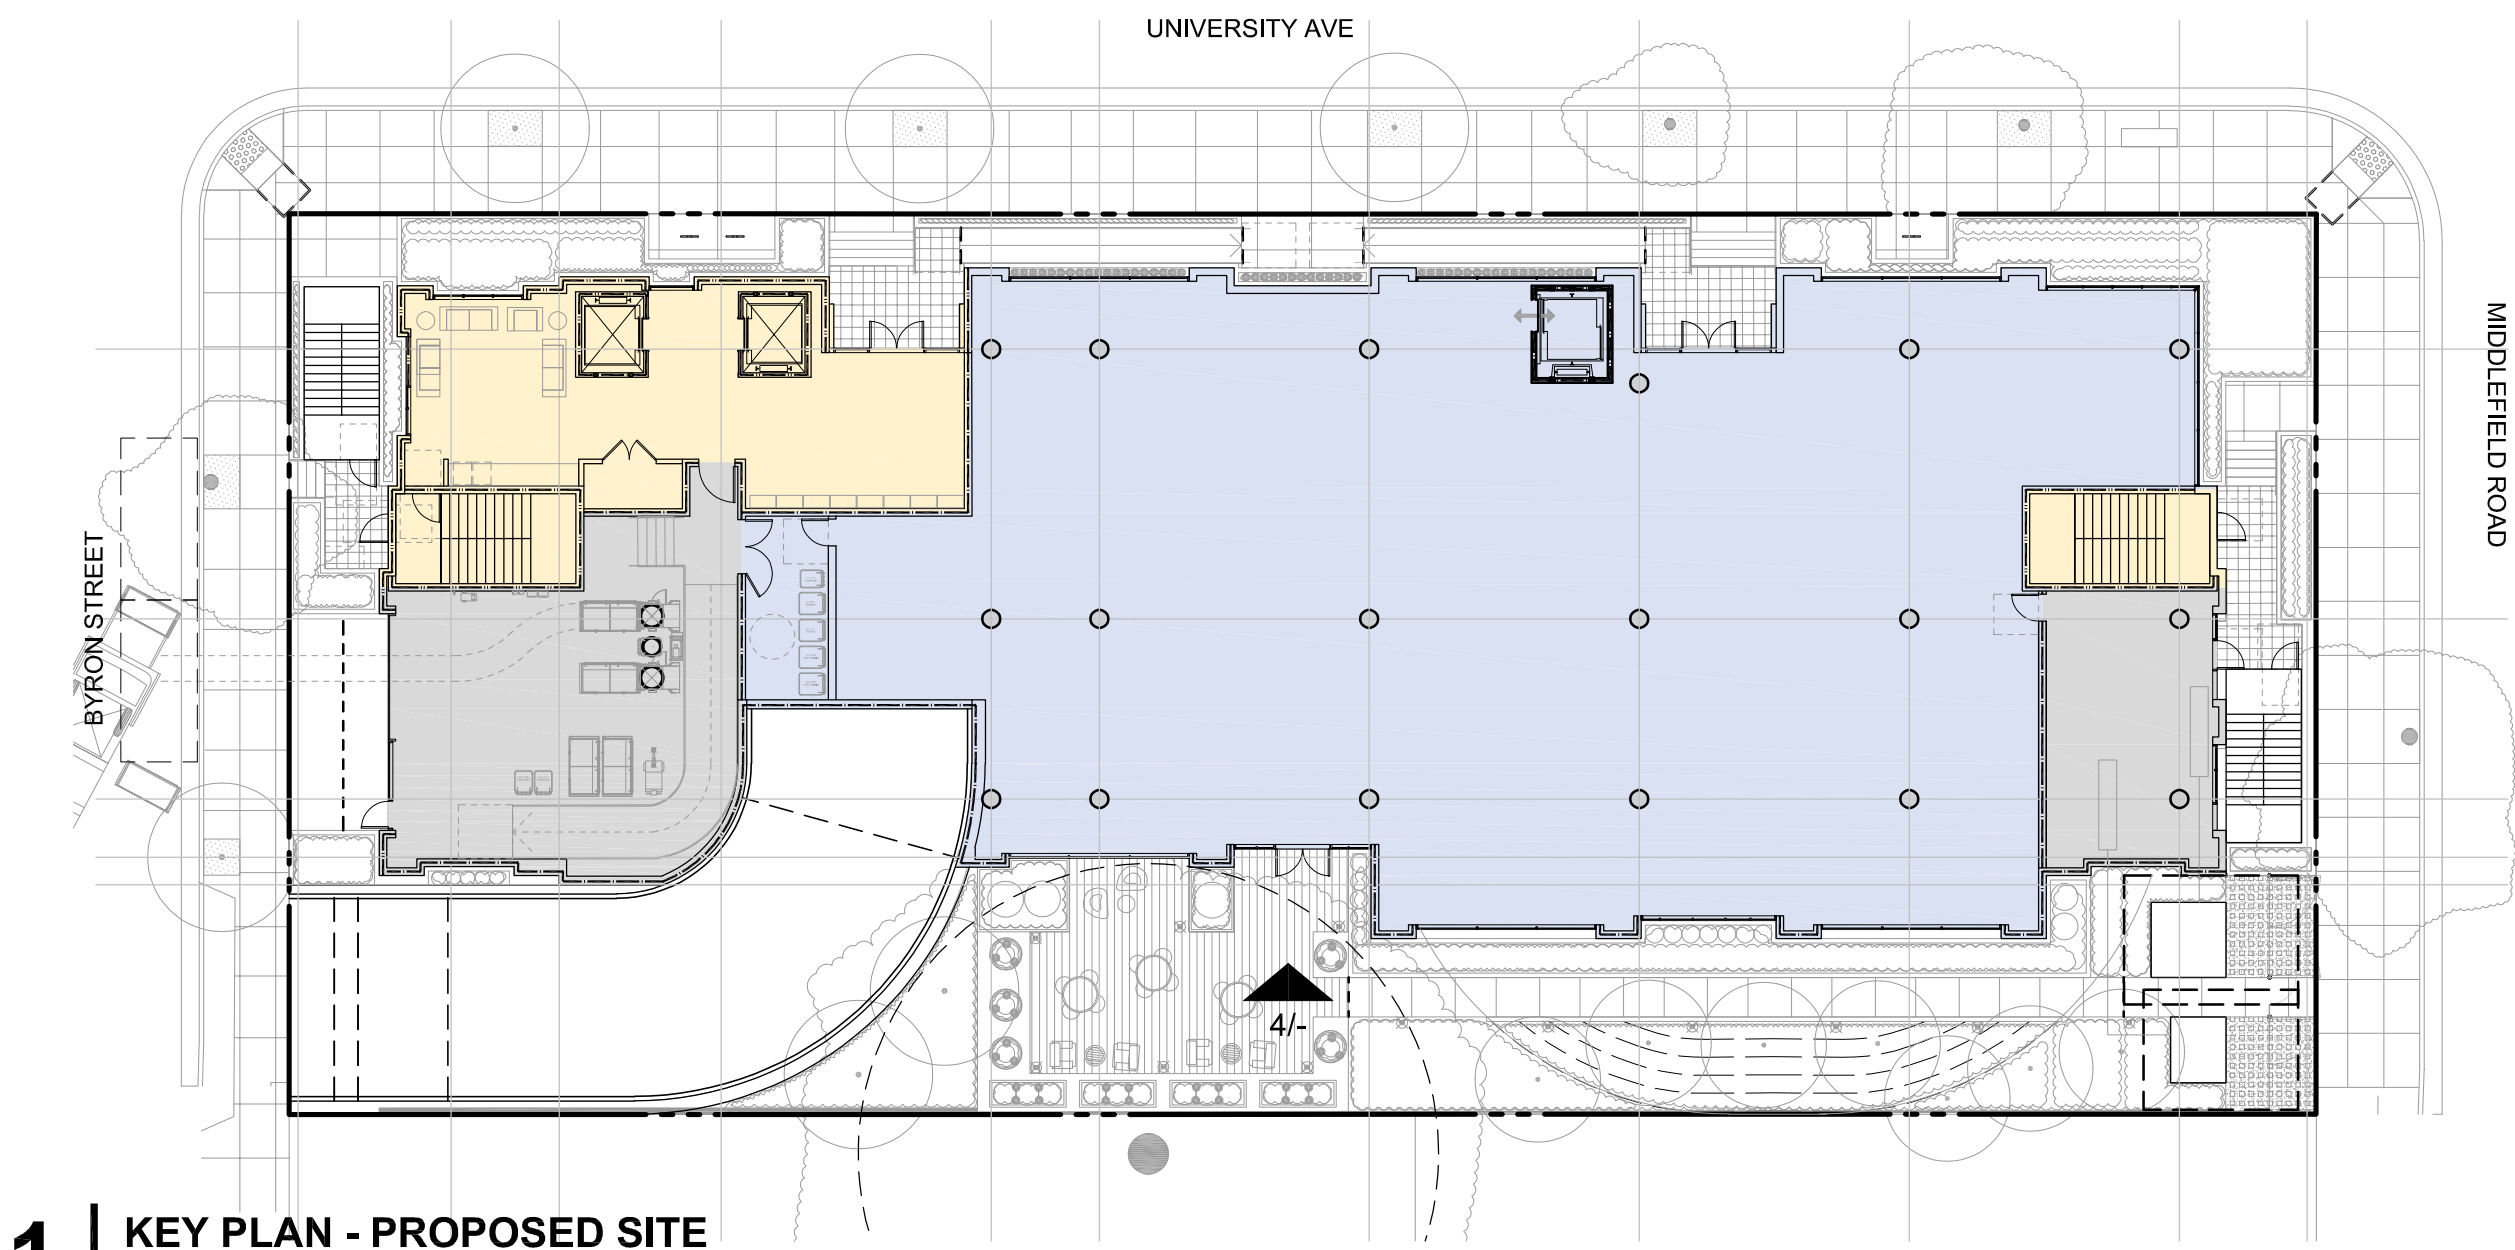 UNIVERSITY AVE
MIDDLEFIELD ROAD
BYRON STREET
4/-
1
KEY PLAN - PROPOSED SITE